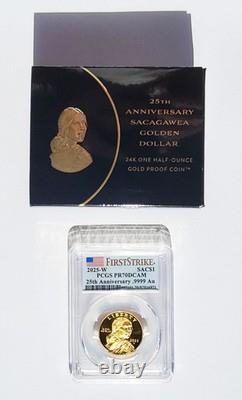 25TH
ANNIVERSARY
SACAGAWEA
GOLDEN
DOLLAR
24K ONE HALF-OUNCE
GOLD PROOF COIN™
FIRSTSTRIKE
2025-W SAC$1
PCGS PR70DCAM
25th Anniversary .9999 Au
LIBERTY